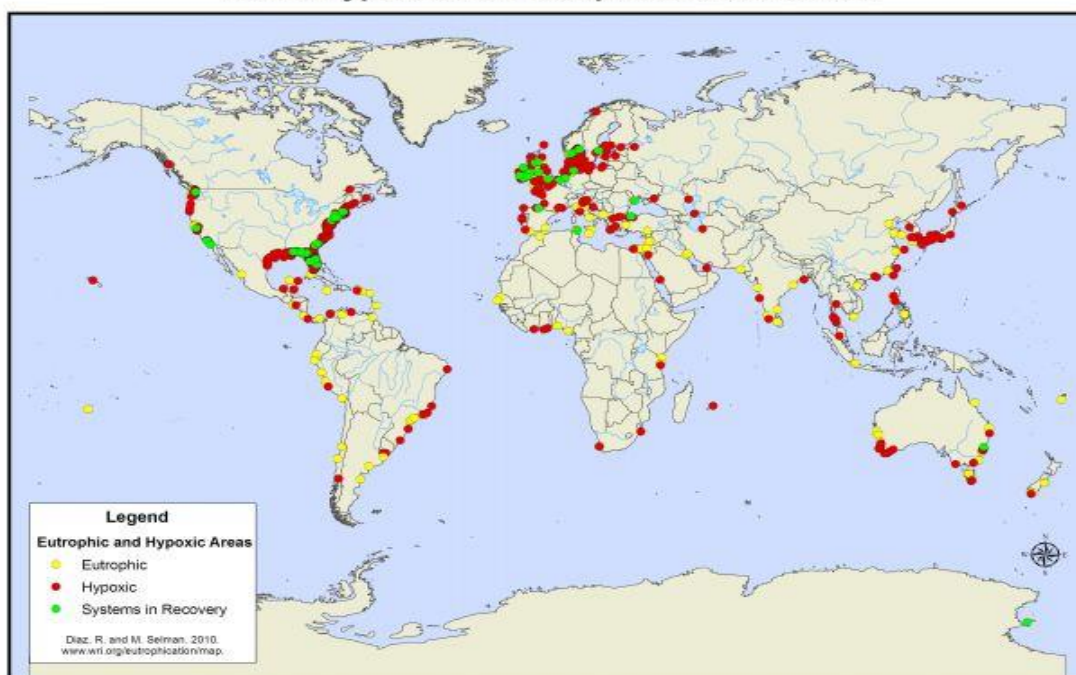 Legend
Eutrophic and Hypoxic Areas
Eutrophic
Hypoxic
Systems in Recovery
Diaz, R. and M. Selman. 2010.
www.wri.org/eutrophication/map.
N